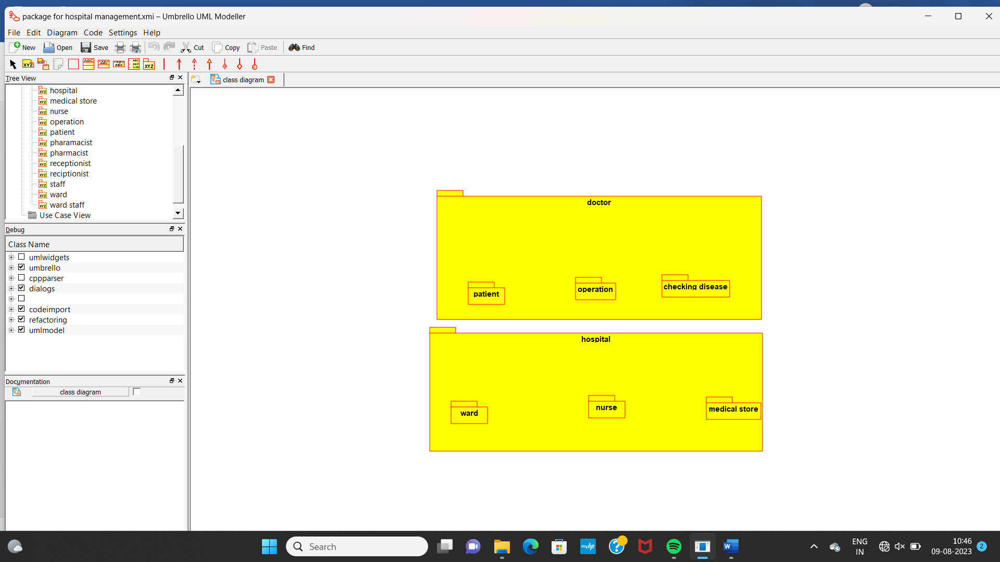 package for hospital management.xmi – Umbrello UML Modeller
File Edit Diagram Code Settings Help
New Open Save Cut Copy Paste Find
Tree View
class diagram
hospital
medical store
nurse
operation
patient
pharamacist
pharmacist
receptionist
reciptionist
staff
ward
ward staff
Use Case View
Debug
Class Name
umlwidgets
umbrello
cppparser
dialogs
codeimport
refactoring
umlmodel
Documentation
class diagram
doctor
patient
operation
checking disease
hospital
ward
nurse
medical store
Search
myhp
ENG
IN
10:46
09-08-2023
2